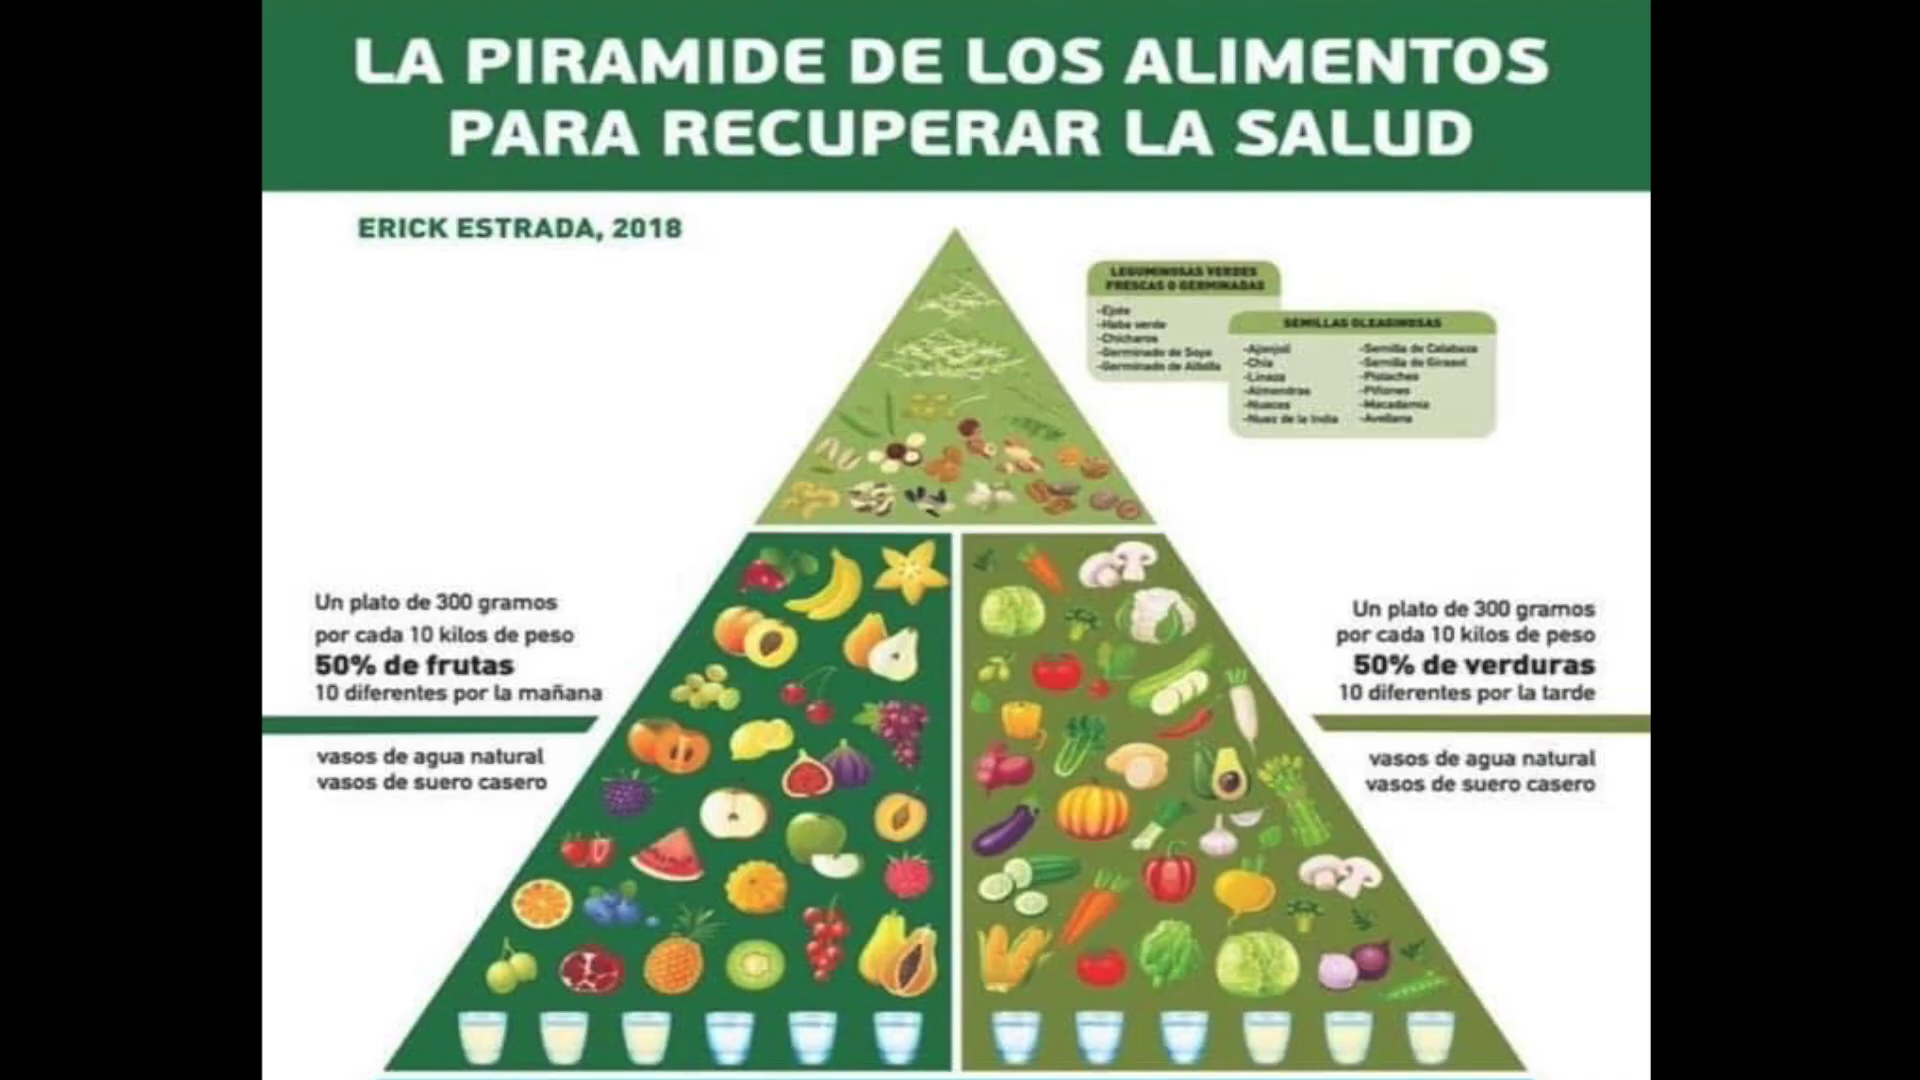 LA PIRAMIDE DE LOS ALIMENTOS
PARA RECUPERAR LA SALUD
ERICK ESTRADA, 2018
LEGUMINOSAS VERDES
FRESCAS O GERMINADAS
-Ejote
-Haba verde
-Chicharos
-Germinado de Soya
-Germinado de Alfalfa
SEMILLAS OLEAGINOSAS
-Ajonjolí
-Chia
-Linaza
-Almendras
-Nueces
-Nuez de la India
-Semilla de Calabaza
-Semilla de Girasol
-Pistaches
-Piñones
-Macadamia
-Avellana
Un plato de 300 gramos
por cada 10 kilos de peso
50% de frutas
10 diferentes por la mañana
vasos de agua natural
vasos de suero casero
Un plato de 300 gramos
por cada 10 kilos de peso
50% de verduras
10 diferentes por la tarde
vasos de agua natural
vasos de suero casero